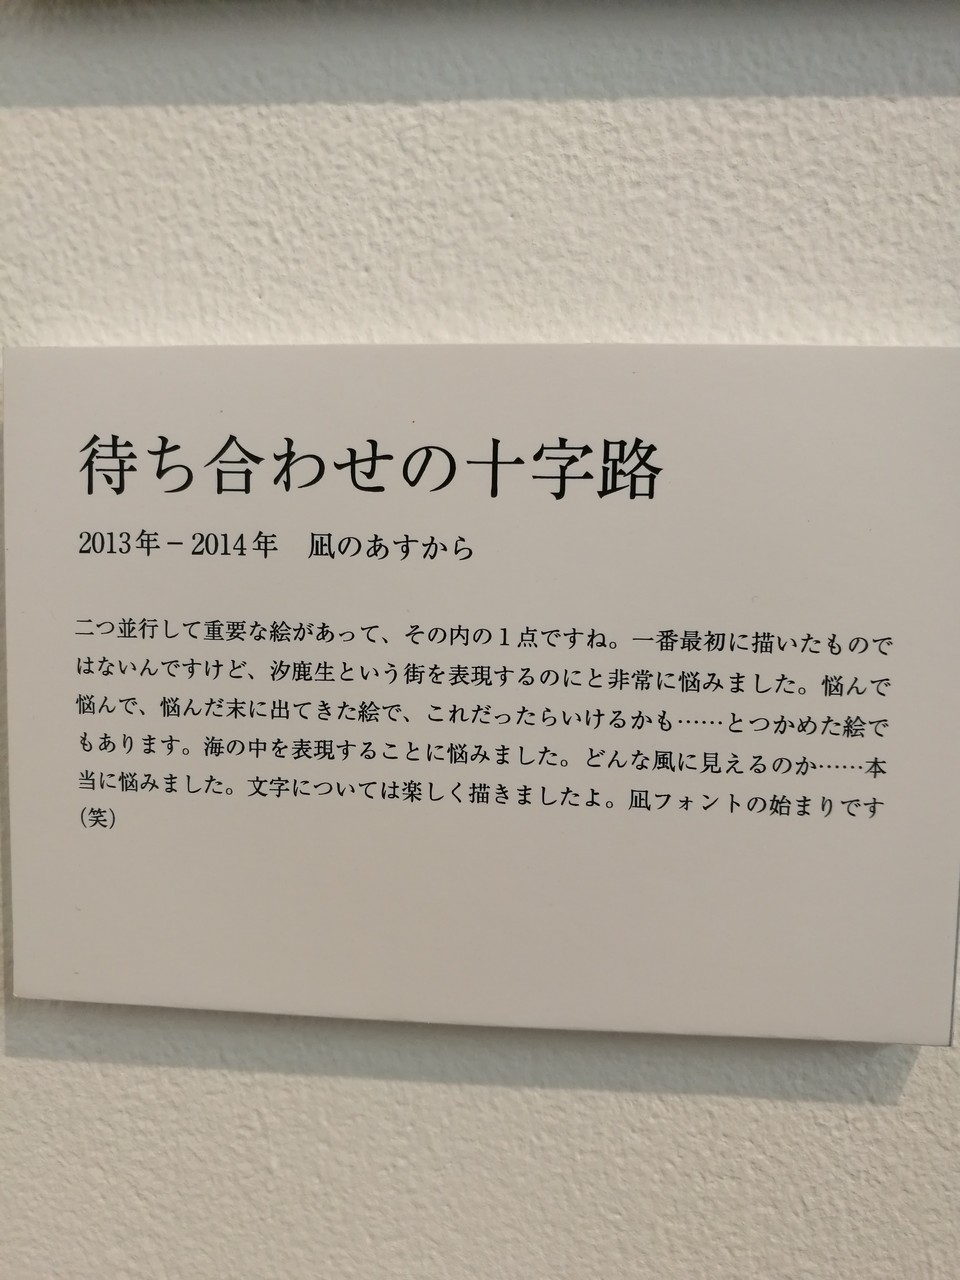 待ち合わせの十字路
2013年−2014年　凪のあすから
二つ並行して重要な絵があって、その内の1点ですね。一番最初に描いたもので
はないんですけど、汐鹿生という街を表現するのにと非常に悩みました。悩んで
悩んで、悩んだ末に出てきた絵で、これだったらいけるかも……とつかめた絵で
もあります。海の中を表現することに悩みました。どんな風に見えるのか……本
当に悩みました。文字については楽しく描きましたよ。凪フォントの始まりです
(笑)